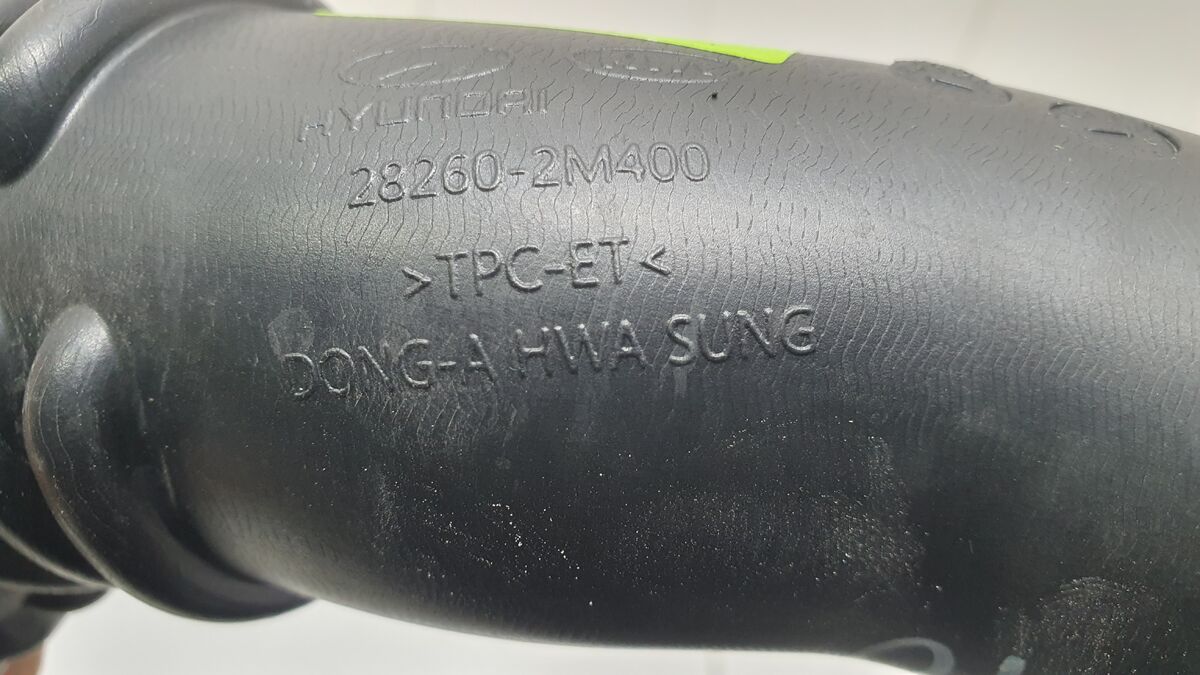 HYUNDAI
28260-2M400
>TPC-ET<
DONG-A HWA SUNG